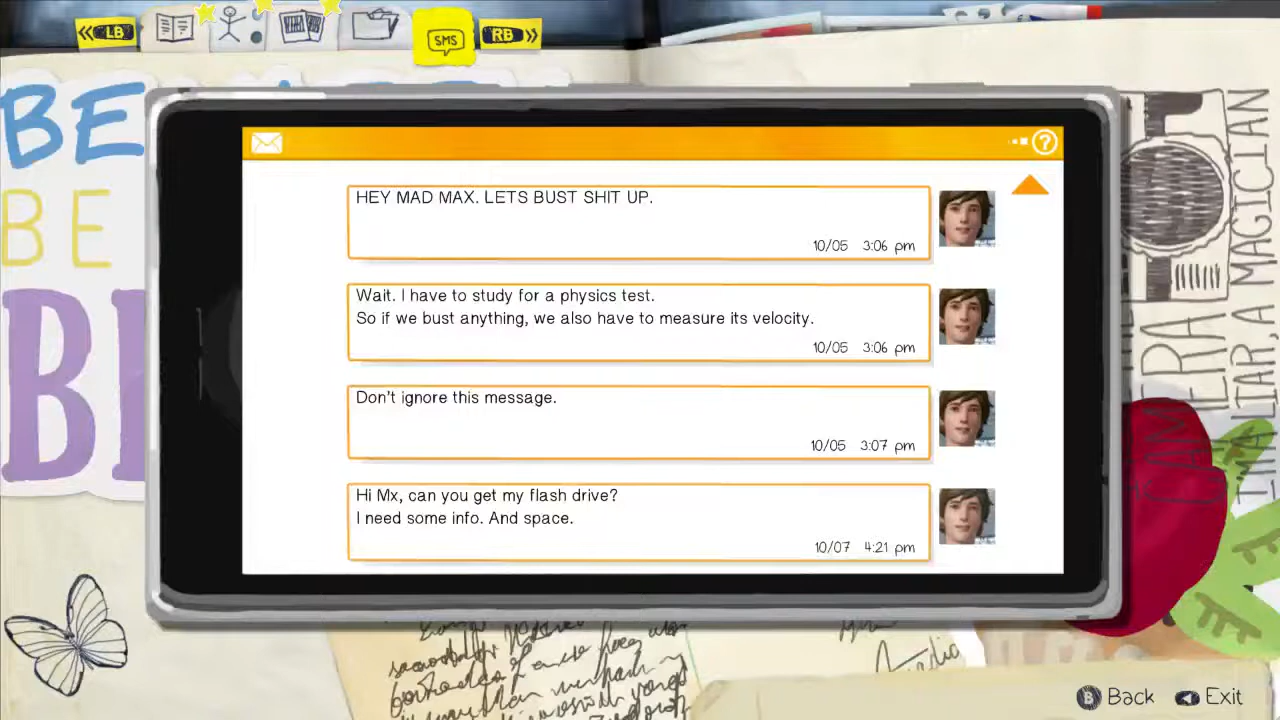 LB
SMS
RB
BE
BE
HEY MAD MAX. LETS BUST SHIT UP.
10/05 3:06 pm
Wait. I have to study for a physics test.
So if we bust anything, we also have to measure its velocity.
10/05 3:06 pm
Don't ignore this message.
10/05 3:07 pm
Hi Mx, can you get my flash drive?
I need some info. And space.
10/07 4:21 pm
A MAGICIAN
B Back
Exit